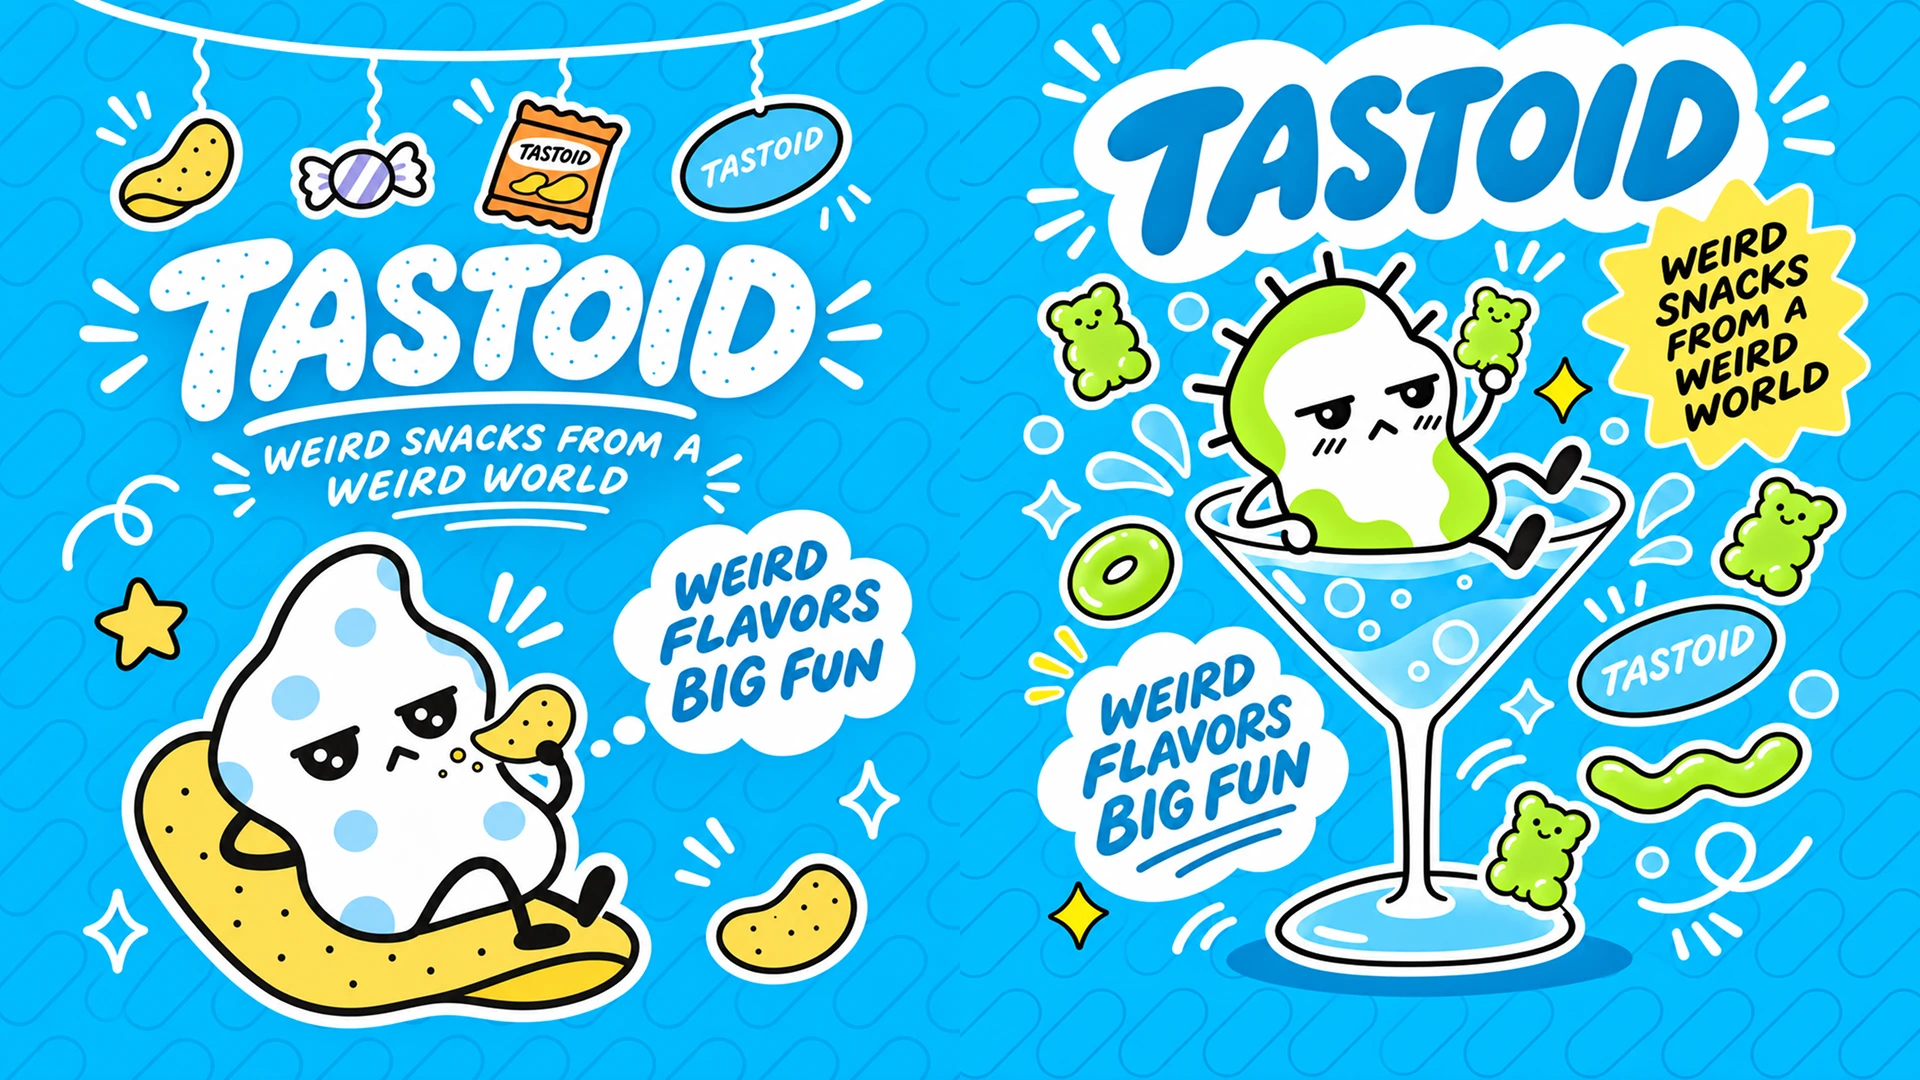 TASTOID
TASTOID
TASTOID
WEIRD SNACKS FROM A
WEIRD WORLD
WEIRD
FLAVORS
BIG FUN
TASTOID
WEIRD
SNACKS
FROM A
WEIRD
WORLD
TASTOID
WEIRD
FLAVORS
BIG FUN